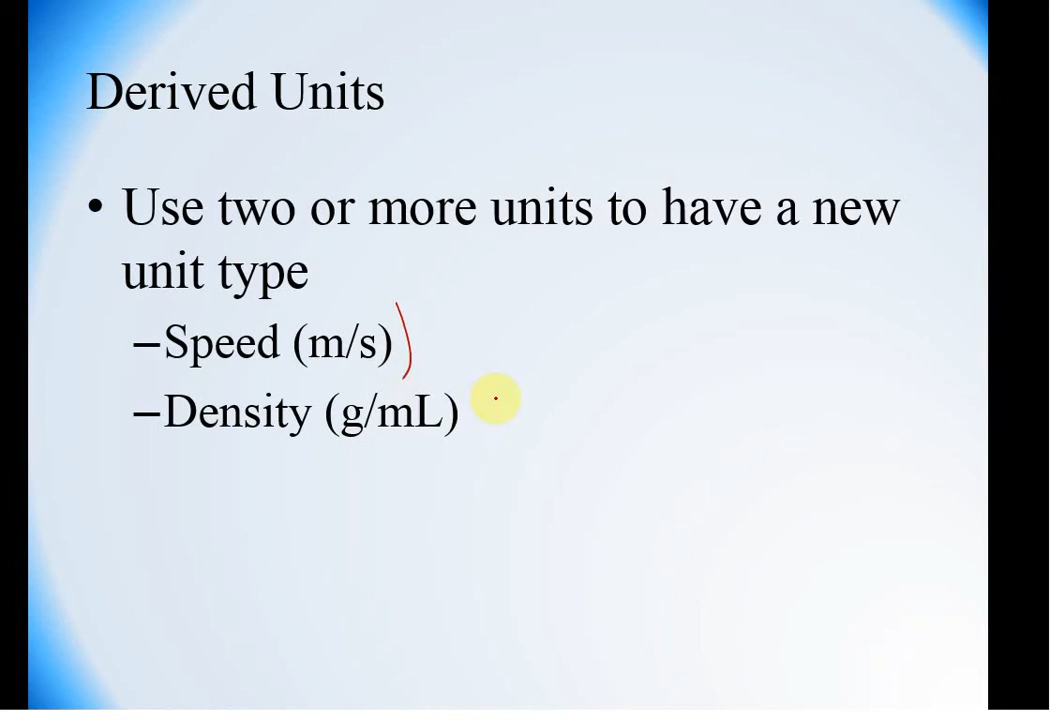 Derived Units
• Use two or more units to have a new
unit type
–Speed (m/s)
–Density (g/mL)